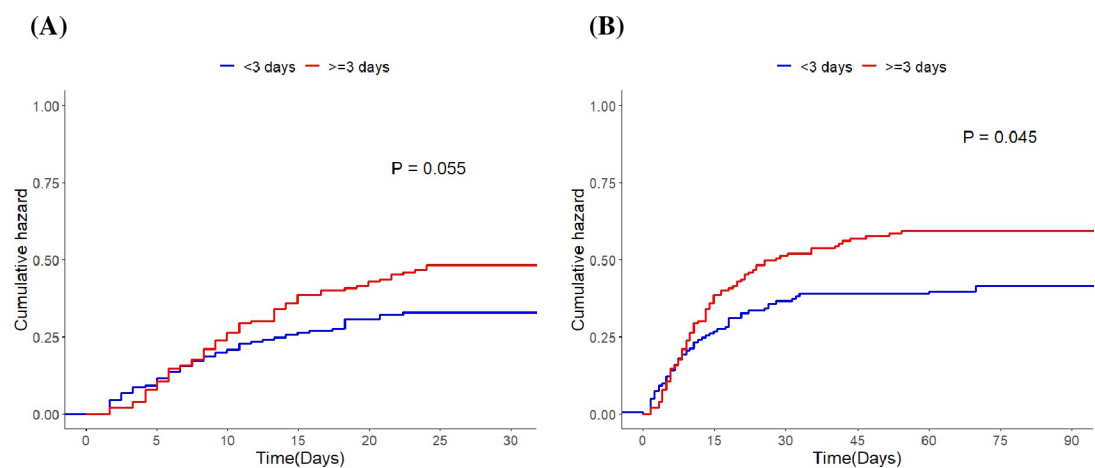 (A)
<3 days >=3 days
P = 0.055
Cumulative hazard
1.00
0.75
0.50
0.25
0.00
0 5 10 15 20 25 30
Time(Days)
(B)
<3 days >=3 days
P = 0.045
Cumulative hazard
1.00
0.75
0.50
0.25
0.00
0 15 30 45 60 75 90
Time(Days)